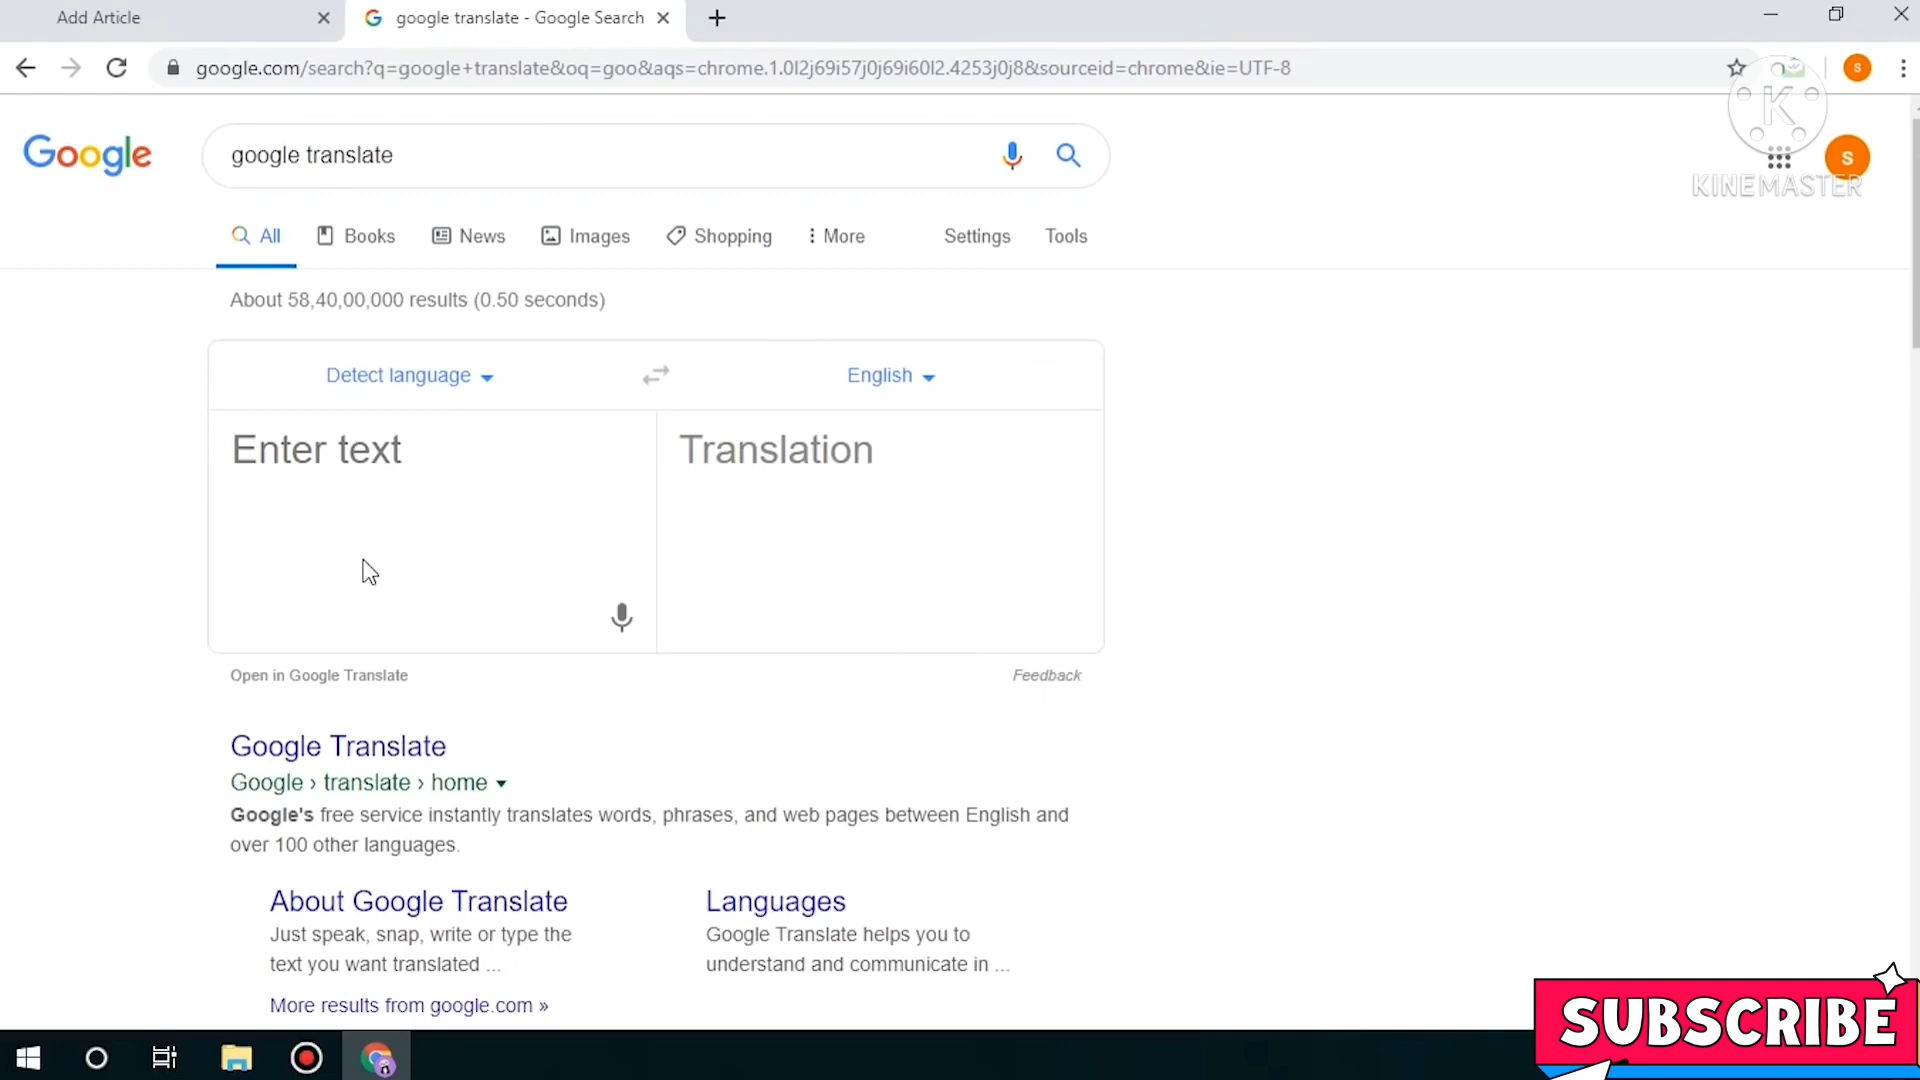 Add Article
google translate - Google Search
google.com/search?q=google+translate&oq=goo&aqs=chrome.1.0l2j69i57j0j69i60l2.4253j0j8&sourceid=chrome&ie=UTF-8
S
K
Google
google translate
S
KINEMASTER
All Books News Images Shopping More Settings Tools
About 58,40,00,000 results (0.50 seconds)
Detect language English
Enter text
Translation
Open in Google Translate
Feedback
Google Translate
Google › translate › home
Google's free service instantly translates words, phrases, and web pages between English and
over 100 other languages.
About Google Translate
Just speak, snap, write or type the
text you want translated ...
Languages
Google Translate helps you to
understand and communicate in ...
More results from google.com »
SUBSCRIBE